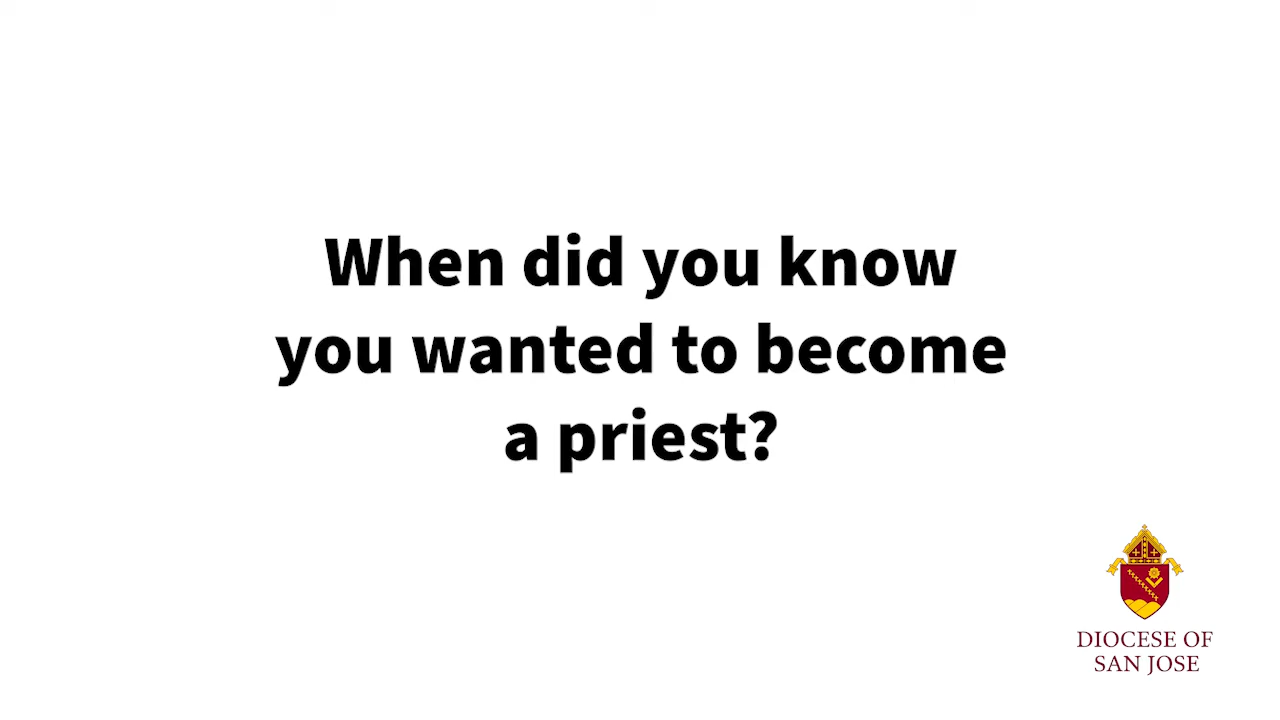 When did you know
you wanted to become
a priest?
DIOCESE OF
SAN JOSE